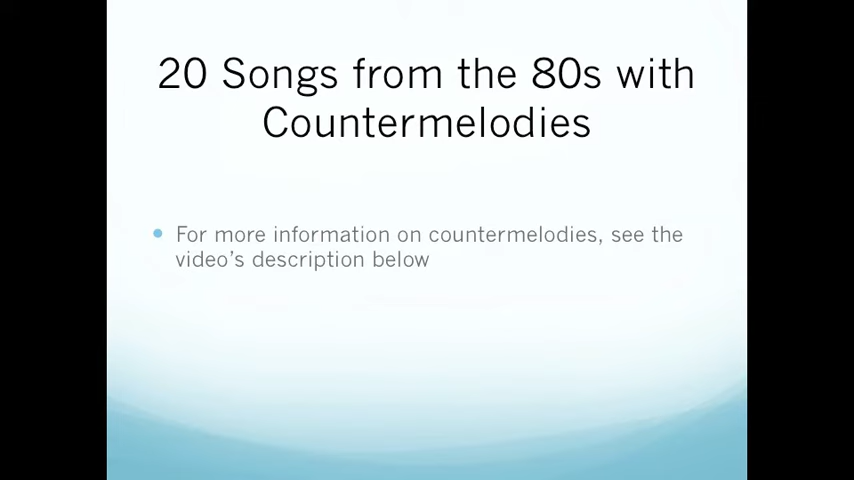 20 Songs from the 80s with
Countermelodies
• For more information on countermelodies, see the
video's description below